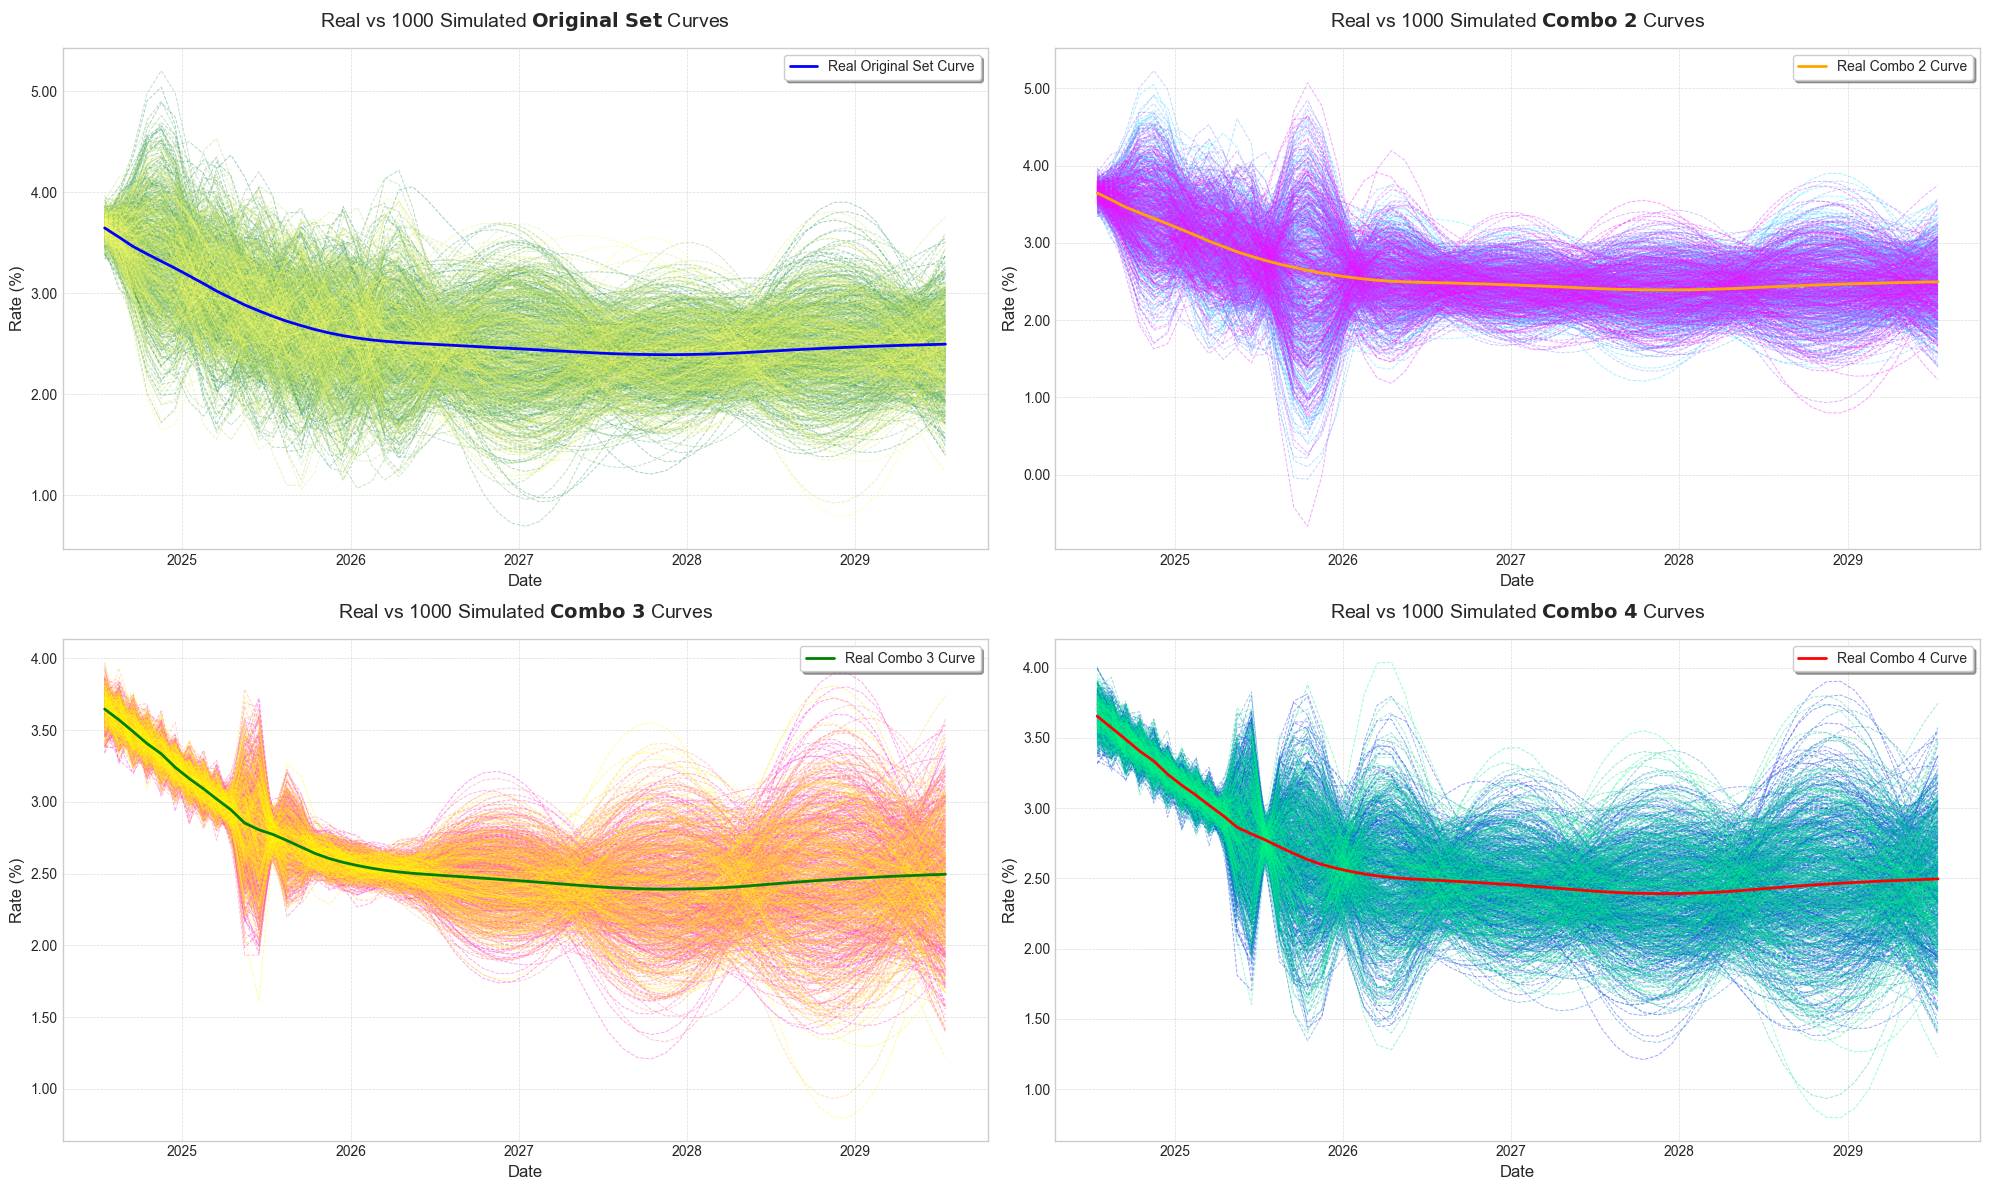 Real vs 1000 Simulated Original Set Curves
Real Original Set Curve
5.00
4.00
3.00
2.00
1.00
Rate (%)
2025 2026 2027 2028 2029
Date
Real vs 1000 Simulated Combo 2 Curves
Real Combo 2 Curve
5.00
4.00
3.00
2.00
1.00
0.00
Rate (%)
2025 2026 2027 2028 2029
Date
Real vs 1000 Simulated Combo 3 Curves
Real Combo 3 Curve
4.00
3.50
3.00
2.50
2.00
1.50
1.00
Rate (%)
2025 2026 2027 2028 2029
Date
Real vs 1000 Simulated Combo 4 Curves
Real Combo 4 Curve
4.00
3.50
3.00
2.50
2.00
1.50
1.00
Rate (%)
2025 2026 2027 2028 2029
Date